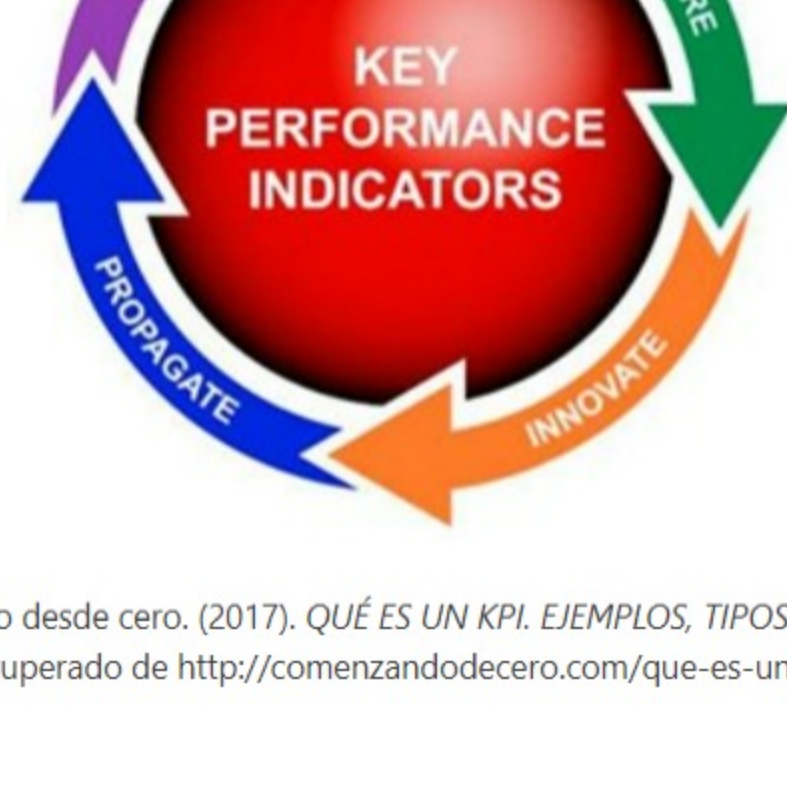 KEY
PERFORMANCE
INDICATORS
INNOVATE
PROPAGATE
o desde cero. (2017). QUÉ ES UN KPI. EJEMPLOS, TIPOS
uperado de http://comenzandodecero.com/que-es-un